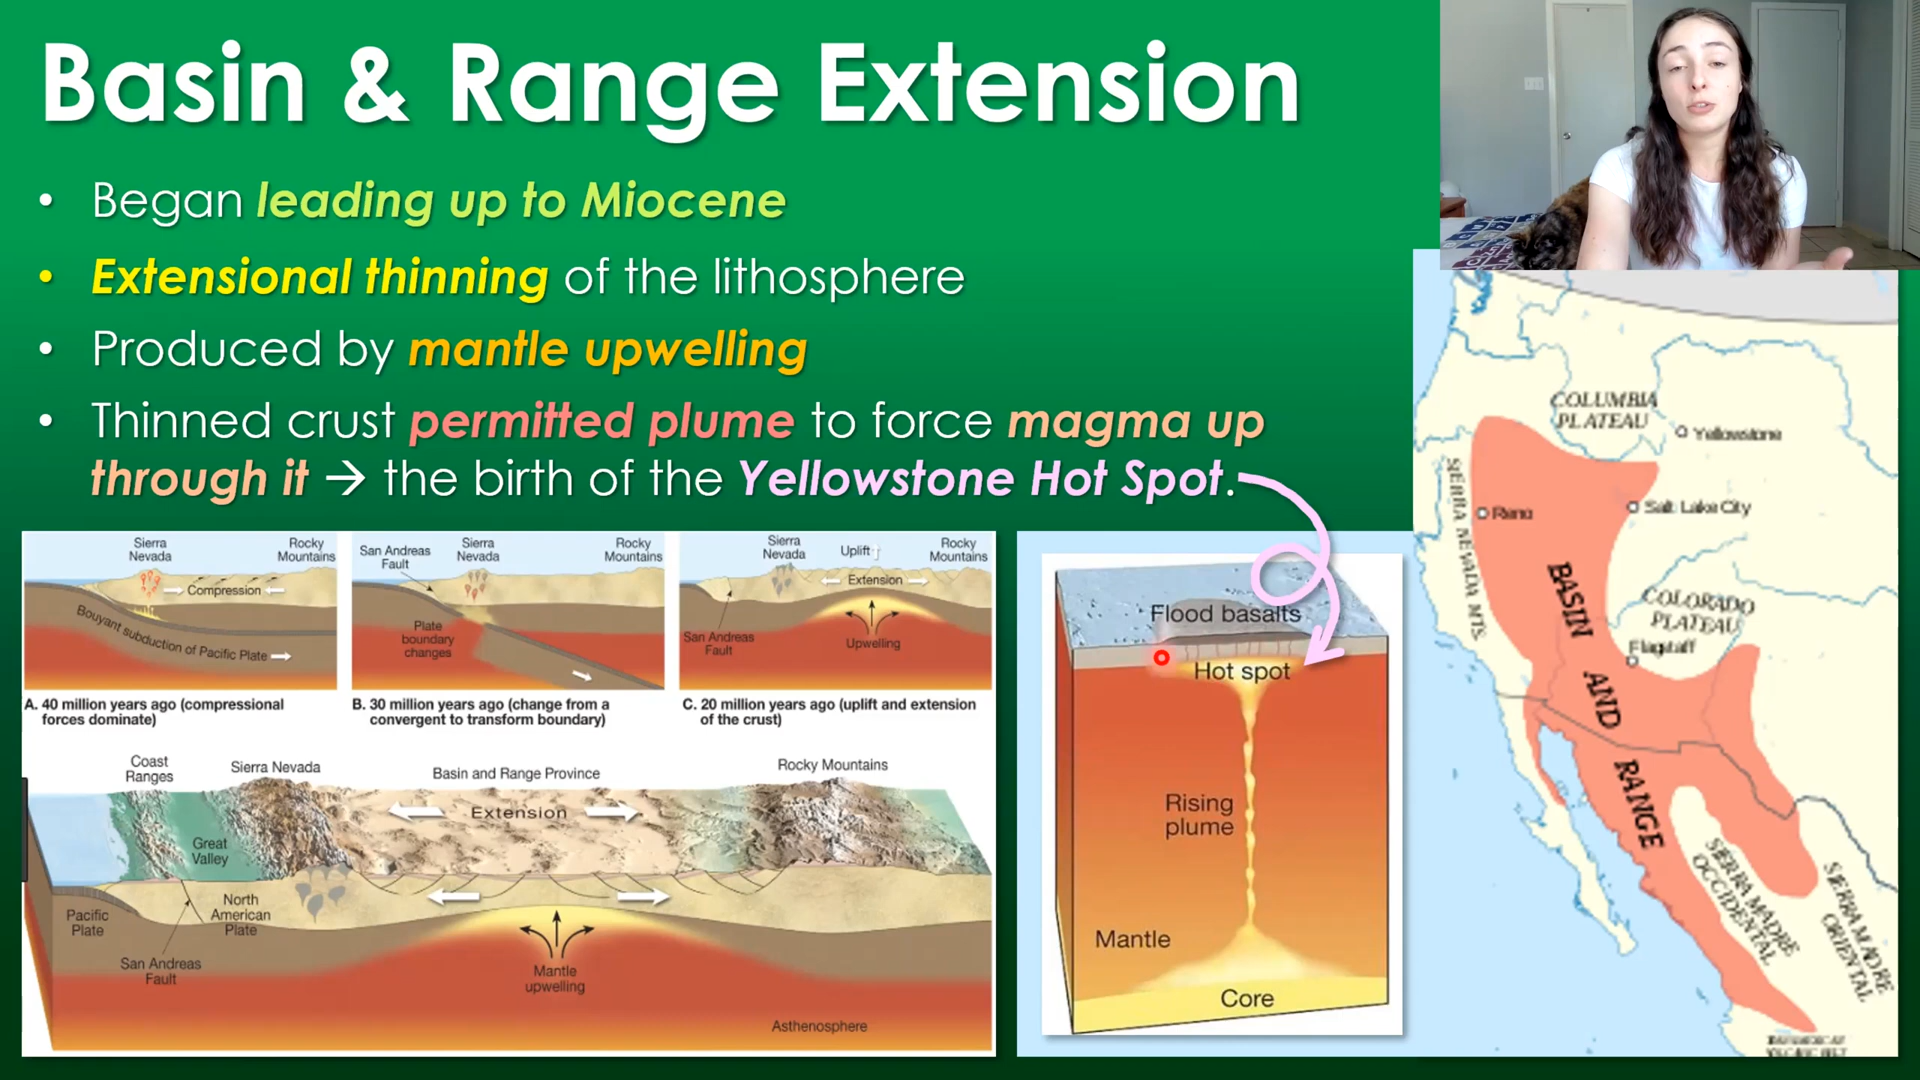 Basin & Range Extension
• Began leading up to Miocene
• Extensional thinning of the lithosphere
• Produced by mantle upwelling
• Thinned crust permitted plume to force magma up
through it → the birth of the Yellowstone Hot Spot.
Sierra
Nevada
Rocky
Mountains
Compression
Bouyant subduction of Pacific Plate
A. 40 million years ago (compressional
forces dominate)
San Andreas
Fault
Sierra
Nevada
Rocky
Mountains
Plate
boundary
changes
B. 30 million years ago (change from a
convergent to transform boundary)
Sierra
Nevada
Uplift
Rocky
Mountains
Extension
San Andreas
Fault
Upwelling
C. 20 million years ago (uplift and extension
of the crust)
Coast
Ranges
Sierra Nevada
Basin and Range Province
Rocky Mountains
Extension
Great
Valley
Pacific
Plate
North
American
Plate
San Andreas
Fault
Mantle
upwelling
Asthenosphere
Flood basalts
Hot spot
Rising
plume
Mantle
Core
COLUMBIA
PLATEAU
Yellowstone
SIERRA NEVADA MTS.
Reno
Salt Lake City
BASIN AND RANGE
COLORADO
PLATEAU
Flagstaff
SIERRA MADRE
OCCIDENTAL
SIERRA MADRE
ORIENTAL